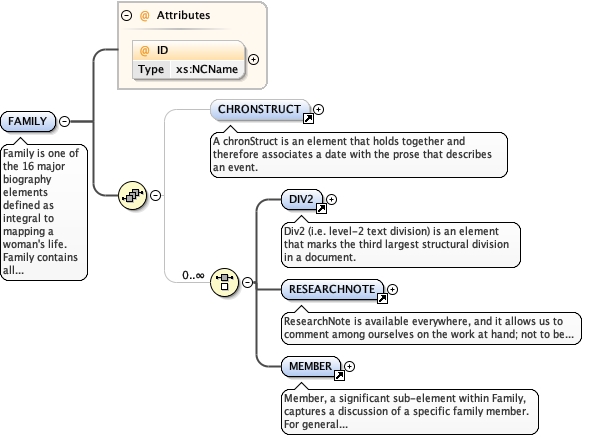 Attributes
ID
Type xs:NCName
FAMILY
Family is one of
the 16 major
biography
elements
defined as
integral to
mapping a
woman's life.
Family contains
all...
CHRONSTRUCT
A chronStruct is an element that holds together and
therefore associates a date with the prose that describes
an event.
0..∞
DIV2
Div2 (i.e. level-2 text division) is an element
that marks the third largest structural division
in a document.
RESEARCHNOTE
ResearchNote is available everywhere, and it allows us to
comment among ourselves on the work at hand; not to be...
MEMBER
Member, a significant sub-element within Family,
captures a discussion of a specific family member.
For general...